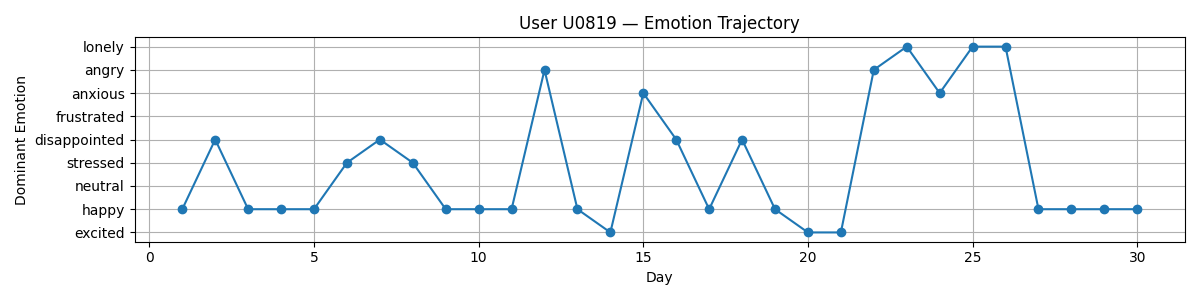 User U0819 — Emotion Trajectory
Dominant Emotion
lonely
angry
anxious
frustrated
disappointed
stressed
neutral
happy
excited
0 5 10 15 20 25 30
Day